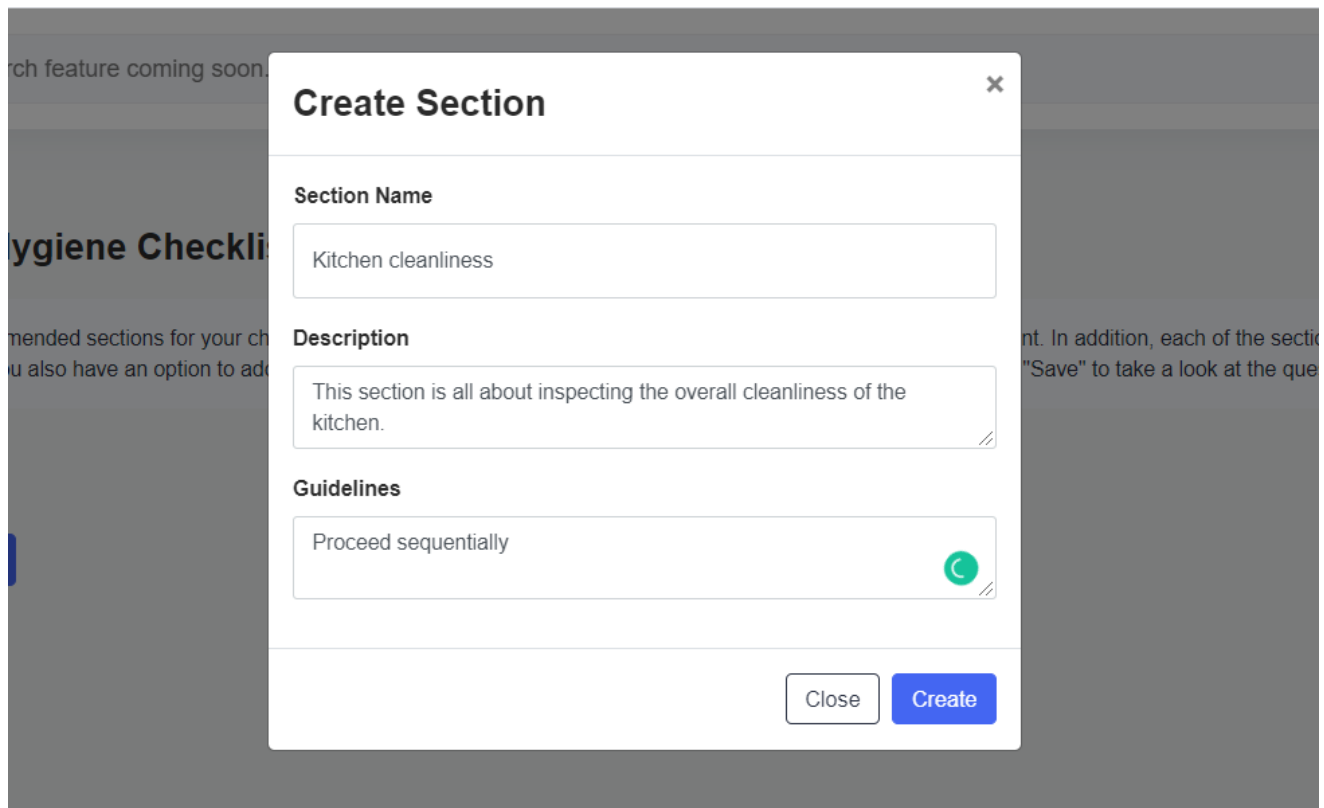 rch feature coming soon.
Create Section
×
Section Name
Kitchen cleanliness
ygiene Checkli
mended sections for your ch
nt. In addition, each of the sectio
u also have an option to add
"Save" to take a look at the que
Description
This section is all about inspecting the overall cleanliness of the
kitchen.
Guidelines
Proceed sequentially
Close
Create